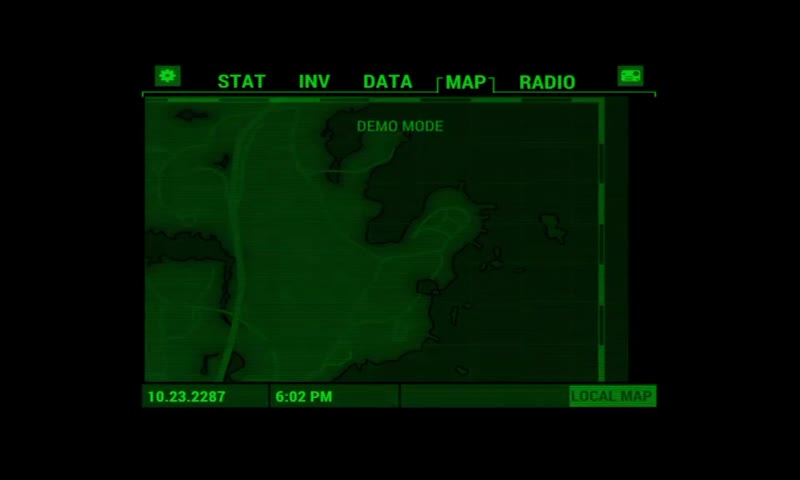 STAT INV DATA MAP RADIO
DEMO MODE
10.23.2287 6:02 PM LOCAL MAP